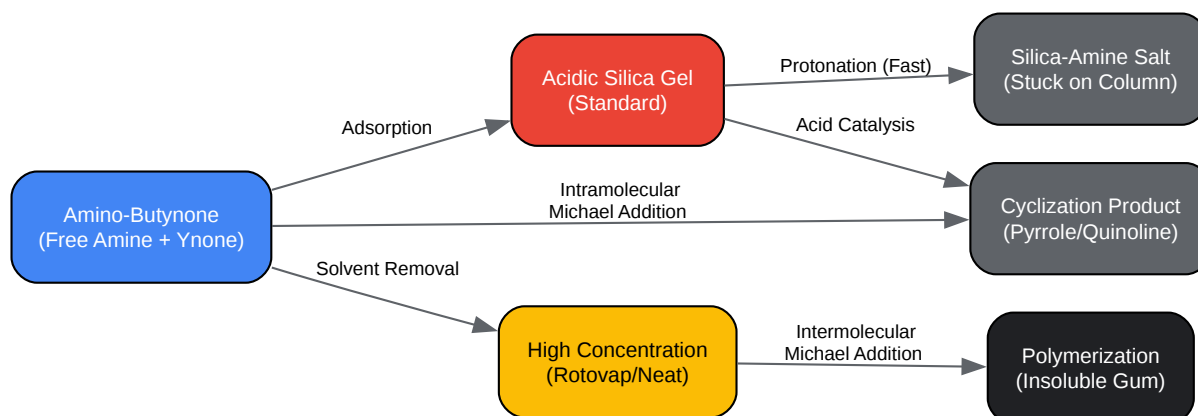 Silica-Amine Salt
(Stuck on Column)
Protonation (Fast)
Acidic Silica Gel
(Standard)
Adsorption
Acid Catalysis
Intramolecular
Michael Addition
Cyclization Product
(Pyrrole/Quinoline)
Amino-Butynone
(Free Amine + Ynone)
Solvent Removal
High Concentration
(Rotovap/Neat)
Intermolecular
Michael Addition
Polymerization
(Insoluble Gum)